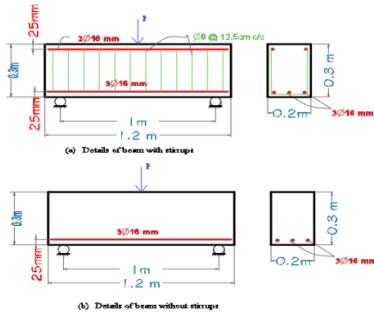 P
25mm
2Ø16 mm
Ø8 @ 12.5cm c/c
0.3m
3Ø16 mm
0.3 m
25mm
1m
1.2 m
0.2m
3Ø16 mm
(a) Details of beam with stirrups
P
0.3m
3Ø16 mm
0.3 m
25mm
1m
1.2 m
0.2m
3Ø16 mm
(b) Details of beam without stirrups